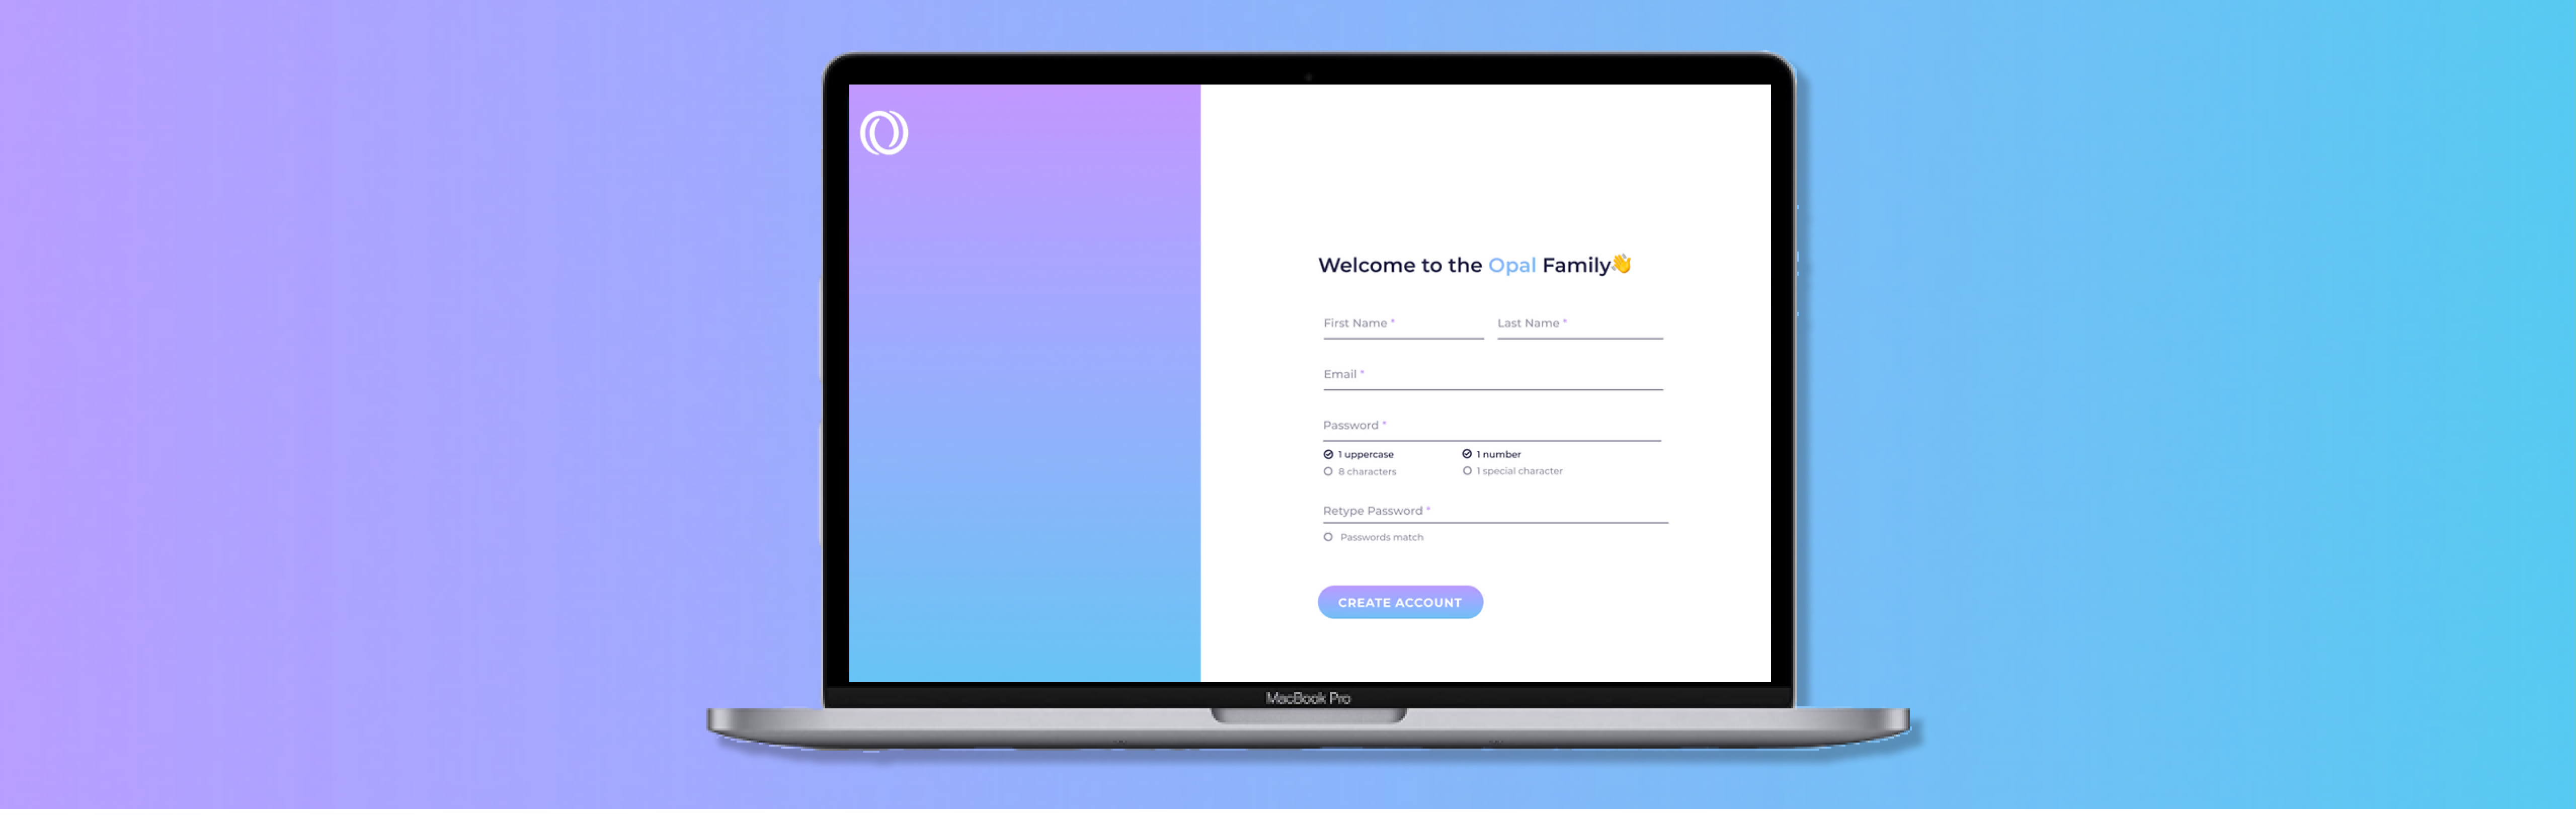 Welcome to the Opal Family👋
First Name * Last Name *
Email *
Password *
1 uppercase 1 number
8 characters 1 special character
Retype Password *
Passwords match
CREATE ACCOUNT
MacBook Pro